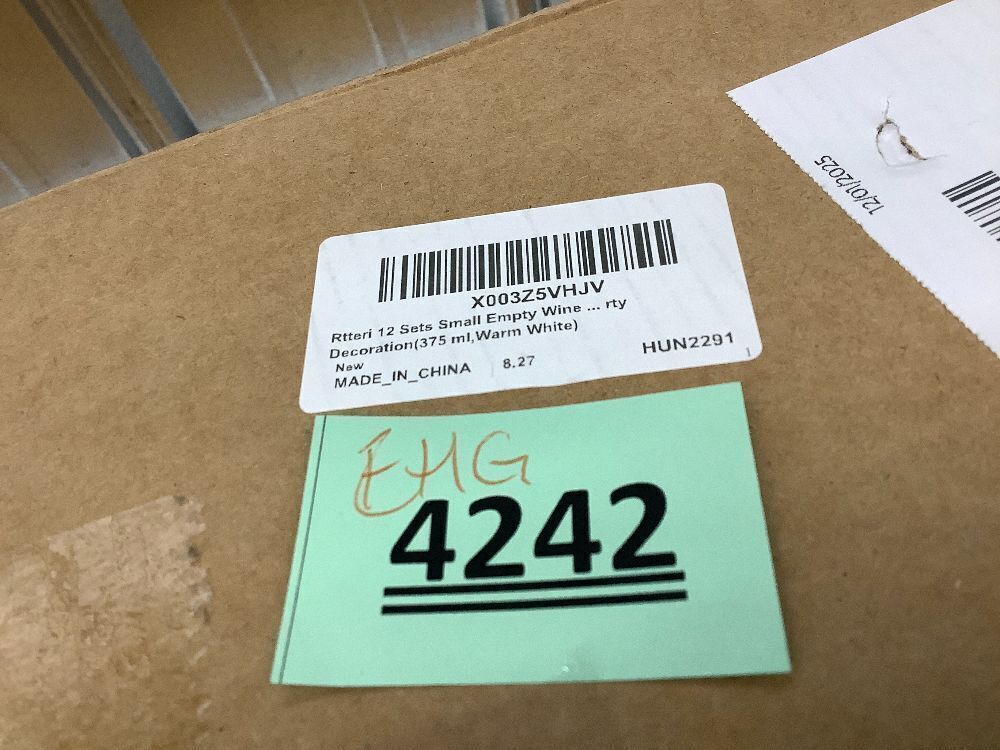 12/01/2025
X003Z5VHJV
Rtteri 12 Sets Small Empty Wine ... rty
Decoration(375 ml,Warm White)
New
MADE_IN_CHINA 8.27 HUN2291
EHG
4242